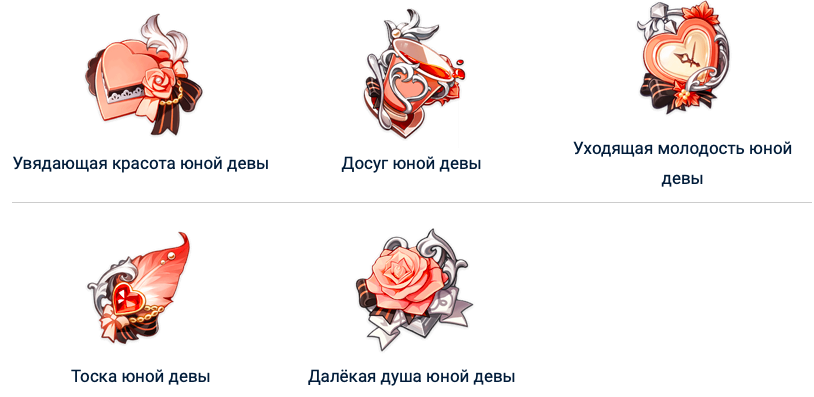 Увядающая красота юной девы
Досуг юной девы
Уходящая молодость юной
девы
Тоска юной девы
Далёкая душа юной девы